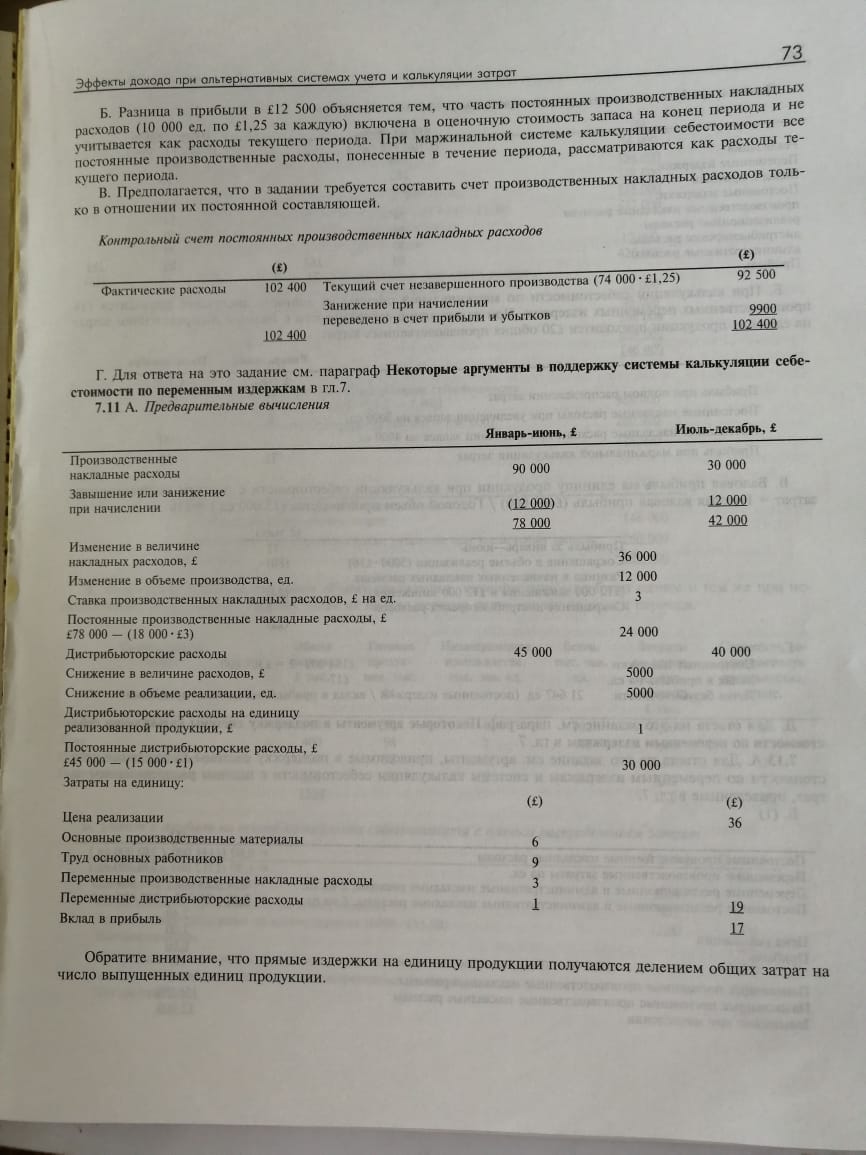 73
Эффекты дохода при альтернативных системах учета и калькуляции затрат
Б. Разница в прибыли в £12 500 объясняется тем, что часть постоянных производственных накладных
расходов (10 000 ед. по £1,25 за каждую) включена в оценочную стоимость запаса на конец периода и не
учитывается как расходы текущего периода. При маржинальной системе калькуляции себестоимости все
постоянные производственные расходы, понесенные в течение периода, рассматриваются как расходы те-
кущего периода.
В. Предполагается, что в задании требуется составить счет производственных накладных расходов толь-
ко в отношении их постоянной составляющей.
Контрольный счет постоянных производственных накладных расходов
(£) (£)
Фактические расходы 102 400 Текущий счет незавершенного производства (74 000 · £1,25) 92 500
Занижение при начислении
переведено в счет прибыли и убытков 9900
102 400 102 400
Г. Для ответа на это задание см. параграф Некоторые аргументы в поддержку системы калькуляции себе-
стоимости по переменным издержкам в гл.7.
7.11 А. Предварительные вычисления
Январь-июнь, £ Июль-декабрь, £
Производственные
накладные расходы 90 000 30 000
Завышение или занижение
при начислении (12 000) 12 000
78 000 42 000
Изменение в величине
накладных расходов, £ 36 000
Изменение в объеме производства, ед. 12 000
Ставка производственных накладных расходов, £ на ед. 3
Постоянные производственные накладные расходы, £
£78 000 — (18 000 · £3) 24 000
Дистрибьюторские расходы 45 000 40 000
Снижение в величине расходов, £ 5000
Снижение в объеме реализации, ед. 5000
Дистрибьюторские расходы на единицу
реализованной продукции, £ 1
Постоянные дистрибьюторские расходы, £
£45 000 — (15 000 · £1) 30 000
Затраты на единицу:
(£) (£)
Цена реализации 36
Основные производственные материалы 6
Труд основных работников 9
Переменные производственные накладные расходы 3
Переменные дистрибьюторские расходы 1 19
Вклад в прибыль 17
Обратите внимание, что прямые издержки на единицу продукции получаются делением общих затрат на
число выпущенных единиц продукции.